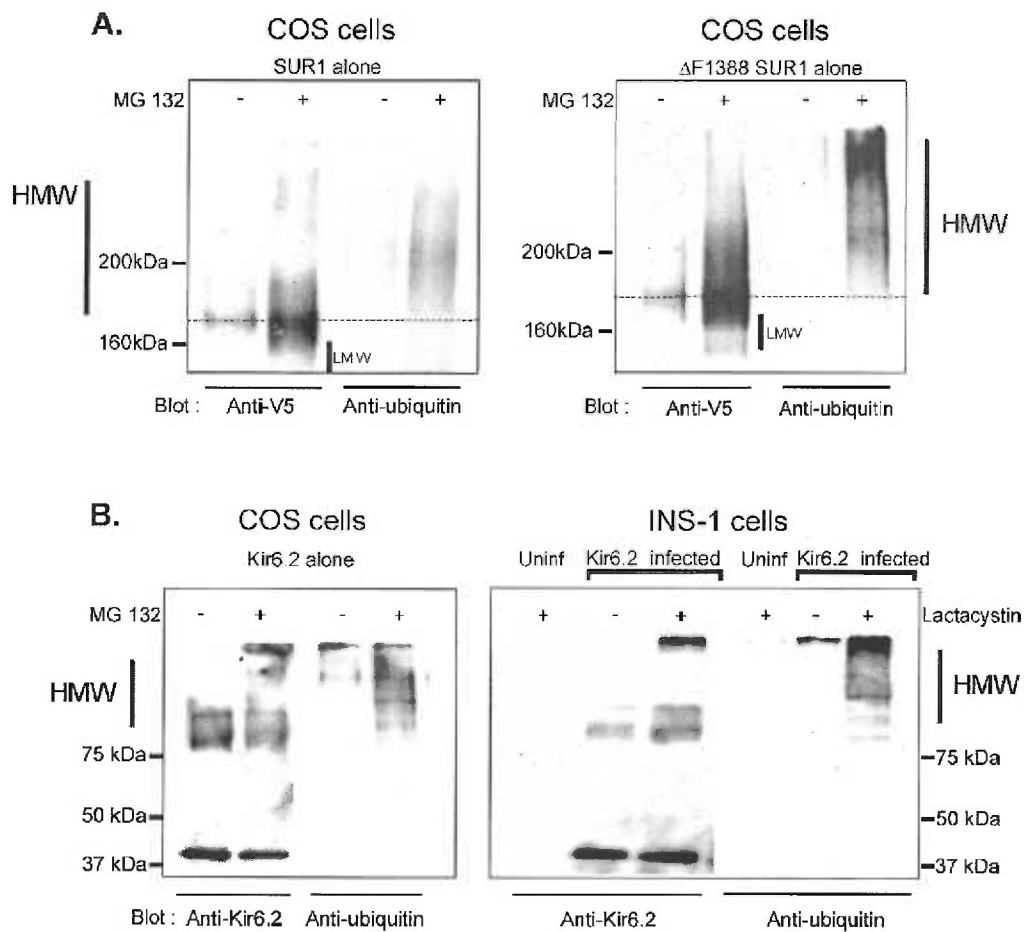 A.
COS cells
SUR1 alone
MG 132 - + - +
HMW
200kDa
160kDa
LMW
Blot : Anti-V5 Anti-ubiquitin
COS cells
ΔF1388 SUR1 alone
MG 132 - + - +
HMW
200kDa
160kDa
LMW
Blot : Anti-V5 Anti-ubiquitin
B.
COS cells
Kir6.2 alone
MG 132 - + - +
HMW
75 kDa
50 kDa
37 kDa
Blot : Anti-Kir6.2 Anti-ubiquitin
INS-1 cells
Uninf Kir6.2 infected Uninf Kir6.2 infected
+ - + + - + Lactacystin
HMW
75 kDa
50 kDa
37 kDa
Anti-Kir6.2 Anti-ubiquitin